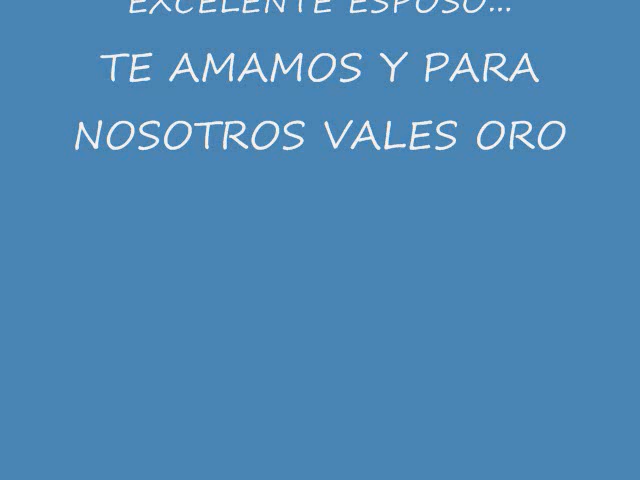 EXCELENTE ESPOSO...
TE AMAMOS Y PARA
NOSOTROS VALES ORO